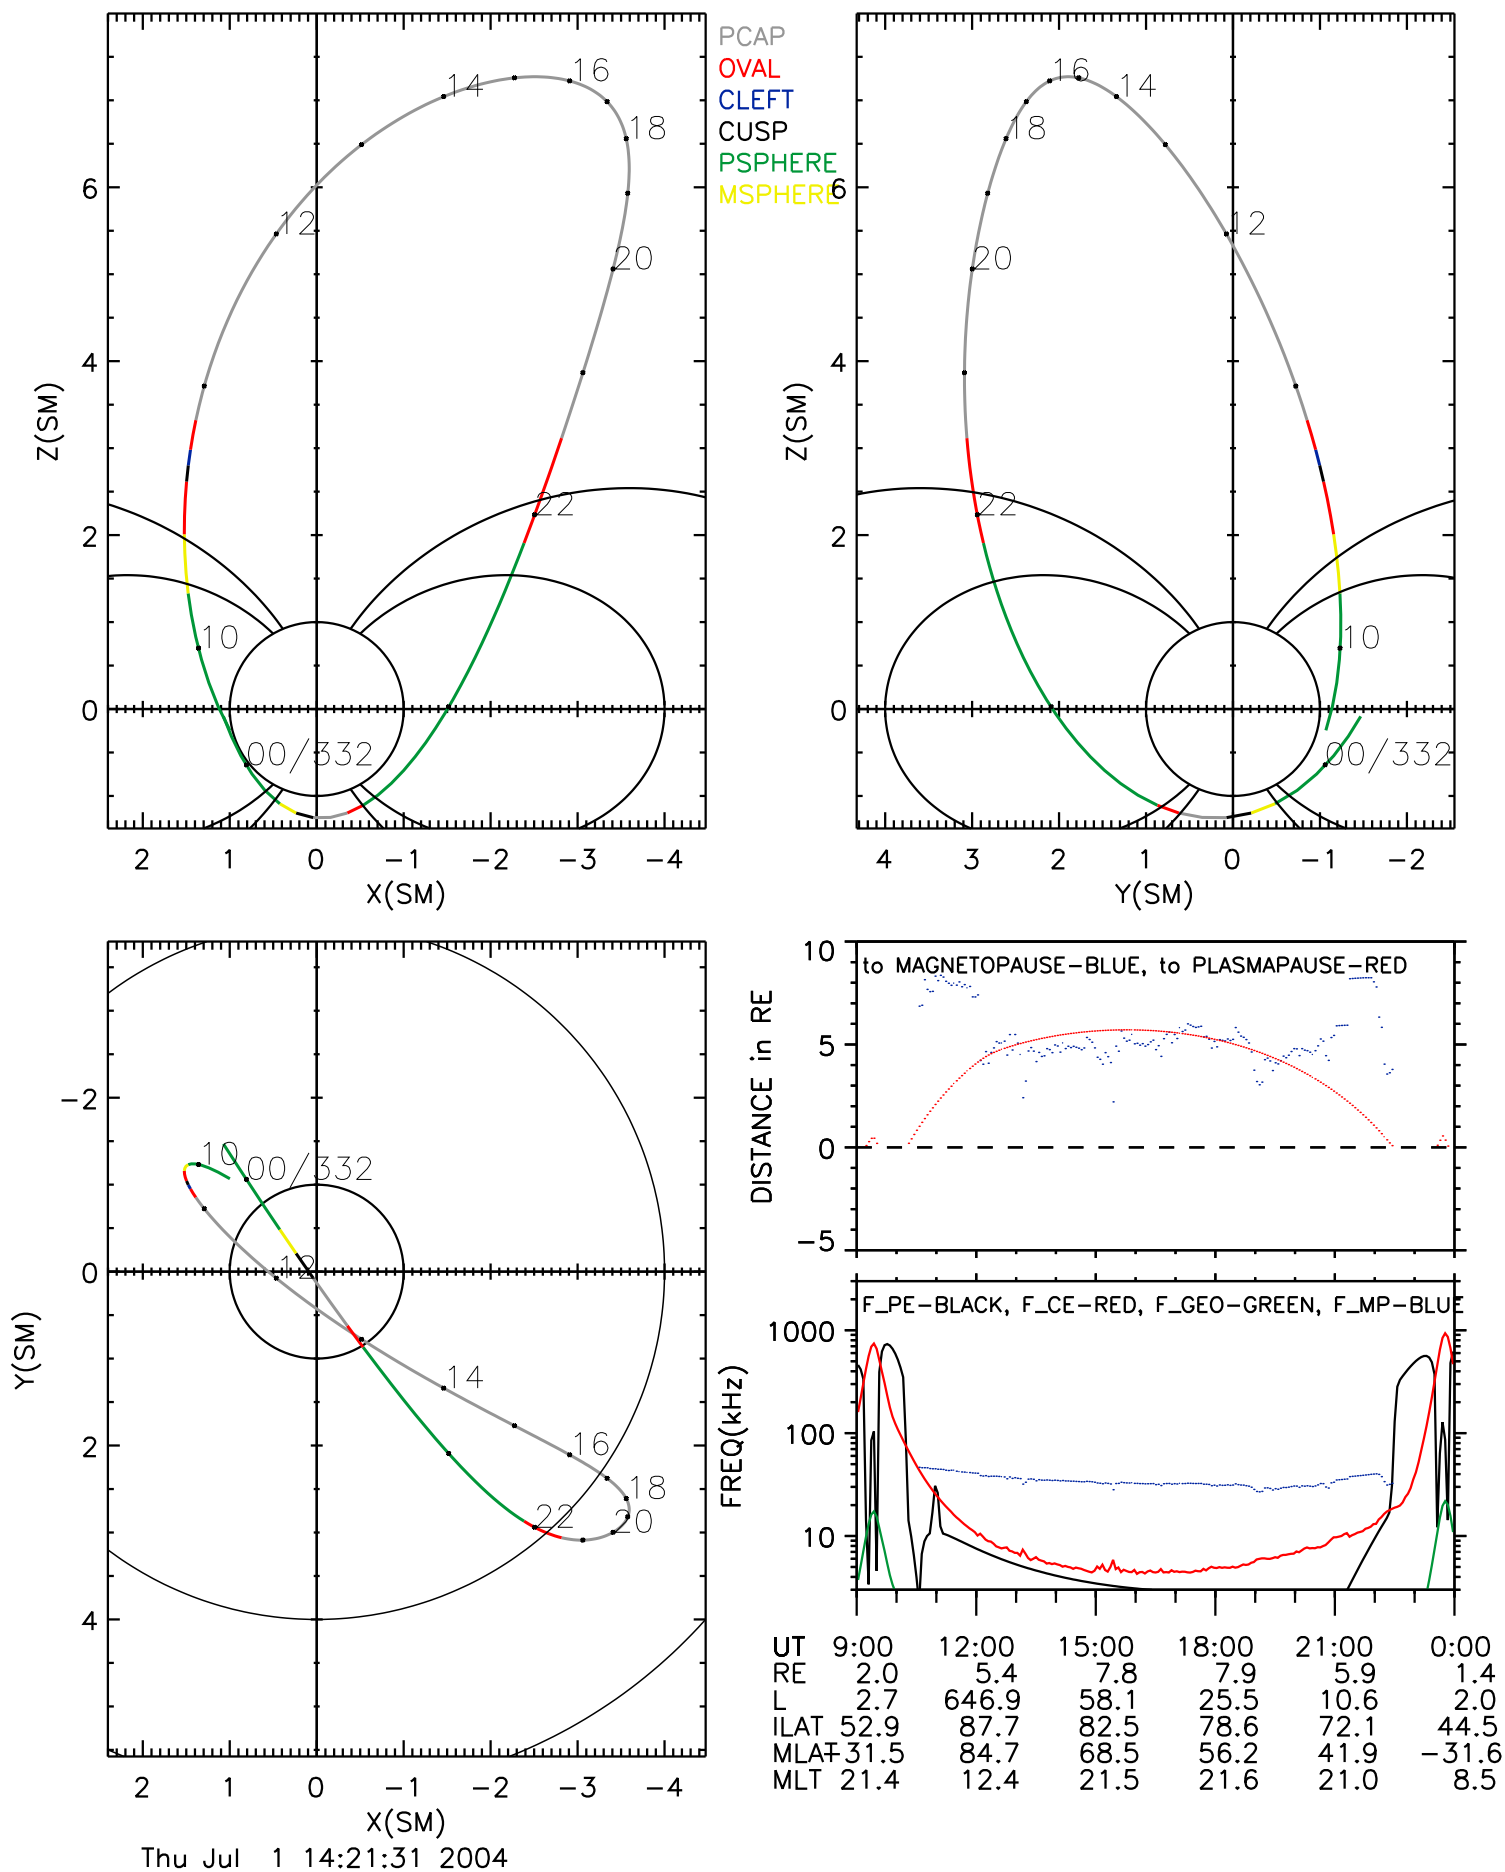 PCAP
OVAL
CLEFT
CUSP
PSPHERE
MSPHERE
14
16
18
12
20
22
10
00/332
6
4
2
0
Z(SM)
2 1 0 −1 −2 −3 −4
X(SM)
16
14
18
12
20
22
10
00/332
6
4
2
0
Z(SM)
4 3 2 1 0 −1 −2
Y(SM)
10
00/332
12
14
16
18
20
22
−2
0
2
4
Y(SM)
2 1 0 −1 −2 −3 −4
X(SM)
to MAGNETOPAUSE−BLUE, to PLASMAPAUSE−RED
10
5
0
−5
DISTANCE in RE
F_PE−BLACK, F_CE−RED, F_GEO−GREEN, F_MP−BLUE
1000
100
10
FREQ(kHz)
UT 9:00 12:00 15:00 18:00 21:00 0:00
RE 2.0 5.4 7.8 7.9 5.9 1.4
L 2.7 646.9 58.1 25.5 10.6 2.0
ILAT 52.9 87.7 82.5 78.6 72.1 44.5
MLAT −31.5 84.7 68.5 56.2 41.9 −31.6
MLT 21.4 12.4 21.5 21.6 21.0 8.5
Thu Jul 1 14:21:31 2004